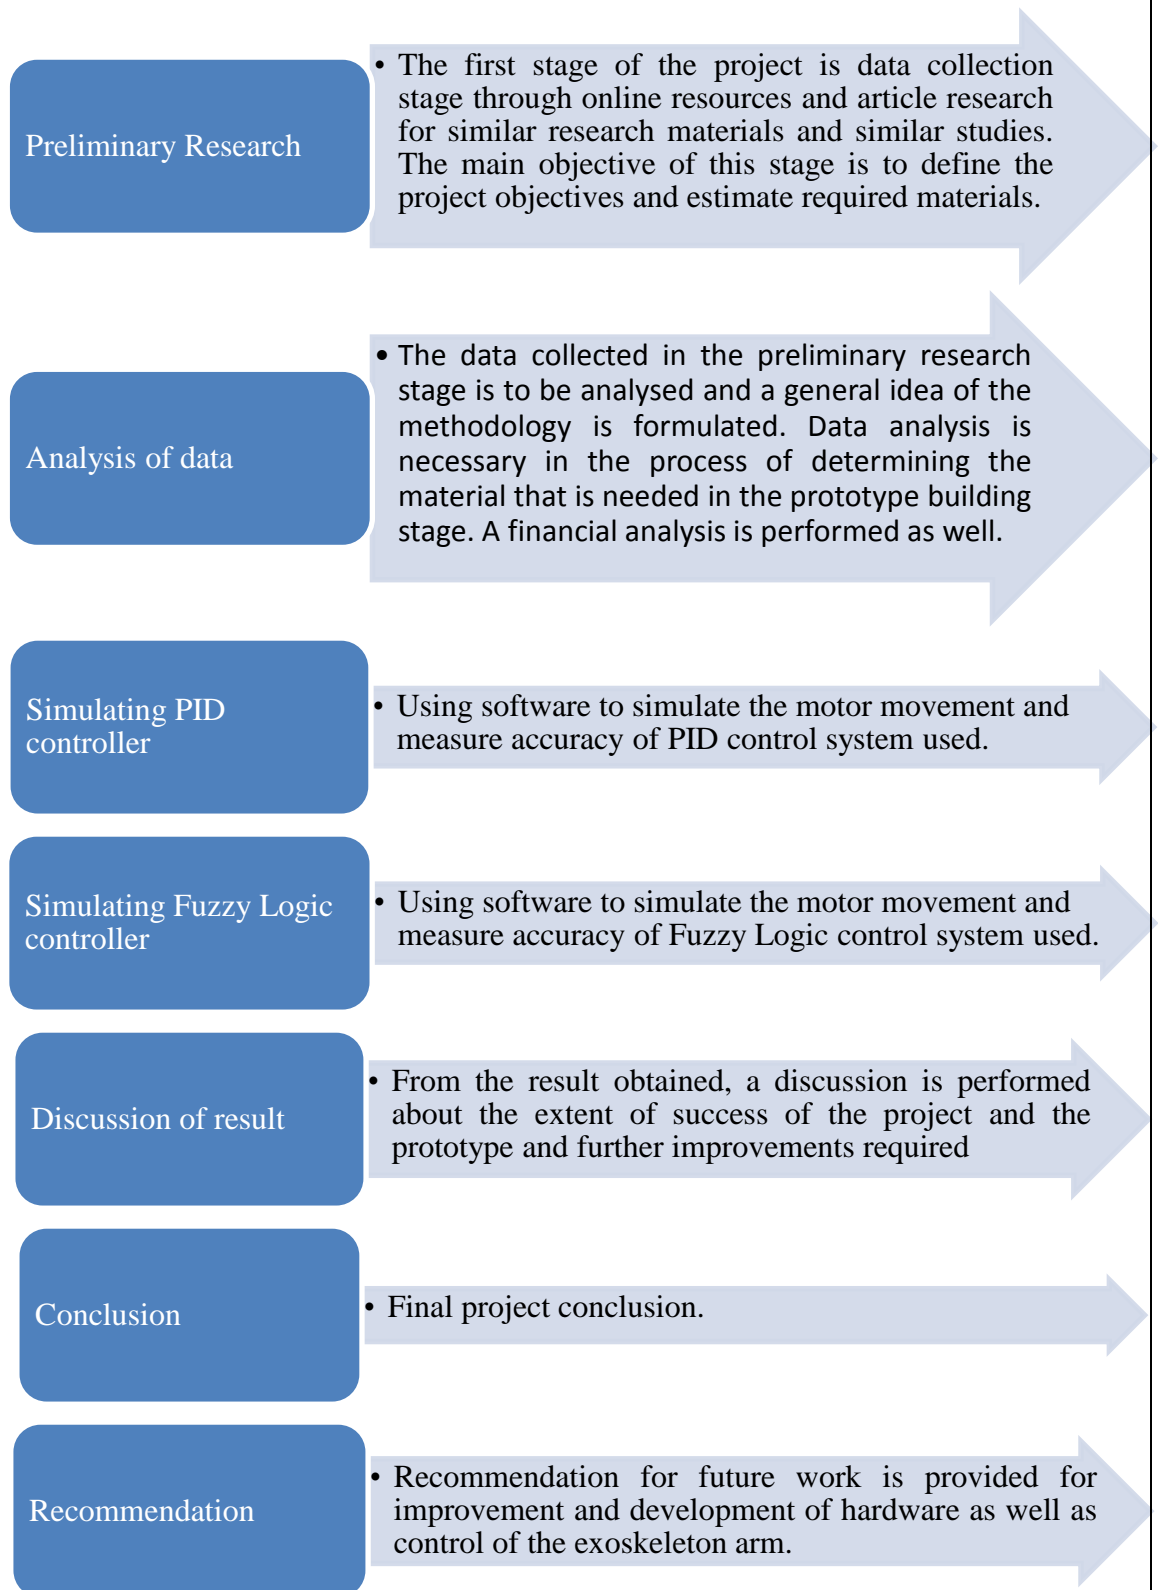 Preliminary Research
• The first stage of the project is data collection
stage through online resources and article research
for similar research materials and similar studies.
The main objective of this stage is to define the
project objectives and estimate required materials.
Analysis of data
• The data collected in the preliminary research
stage is to be analysed and a general idea of the
methodology is formulated. Data analysis is
necessary in the process of determining the
material that is needed in the prototype building
stage. A financial analysis is performed as well.
Simulating PID
controller
• Using software to simulate the motor movement and
measure accuracy of PID control system used.
Simulating Fuzzy Logic
controller
• Using software to simulate the motor movement and
measure accuracy of Fuzzy Logic control system used.
Discussion of result
• From the result obtained, a discussion is performed
about the extent of success of the project and the
prototype and further improvements required
Conclusion
• Final project conclusion.
Recommendation
• Recommendation for future work is provided for
improvement and development of hardware as well as
control of the exoskeleton arm.